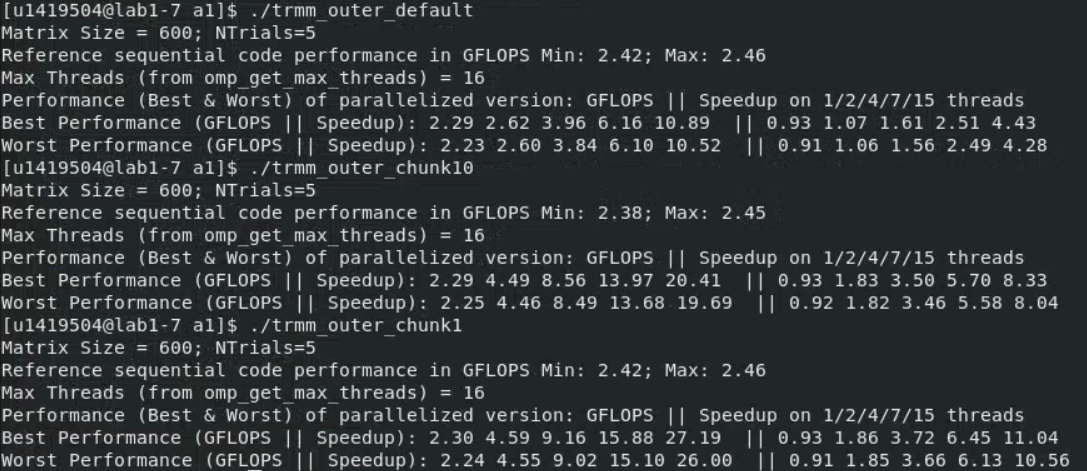 [u1419504@lab1-7 a1]$ ./trmm_outer_default
Matrix Size = 600; NTrials=5
Reference sequential code performance in GFLOPS Min: 2.42; Max: 2.46
Max Threads (from omp_get_max_threads) = 16
Performance (Best & Worst) of parallelized version: GFLOPS || Speedup on 1/2/4/7/15 threads
Best Performance (GFLOPS || Speedup): 2.29 2.62 3.96 6.16 10.89  || 0.93 1.07 1.61 2.51 4.43
Worst Performance (GFLOPS || Speedup): 2.23 2.60 3.84 6.10 10.52  || 0.91 1.06 1.56 2.49 4.28
[u1419504@lab1-7 a1]$ ./trmm_outer_chunk10
Matrix Size = 600; NTrials=5
Reference sequential code performance in GFLOPS Min: 2.38; Max: 2.45
Max Threads (from omp_get_max_threads) = 16
Performance (Best & Worst) of parallelized version: GFLOPS || Speedup on 1/2/4/7/15 threads
Best Performance (GFLOPS || Speedup): 2.29 4.49 8.56 13.97 20.41  || 0.93 1.83 3.50 5.70 8.33
Worst Performance (GFLOPS || Speedup): 2.25 4.46 8.49 13.68 19.69  || 0.92 1.82 3.46 5.58 8.04
[u1419504@lab1-7 a1]$ ./trmm_outer_chunk1
Matrix Size = 600; NTrials=5
Reference sequential code performance in GFLOPS Min: 2.42; Max: 2.46
Max Threads (from omp_get_max_threads) = 16
Performance (Best & Worst) of parallelized version: GFLOPS || Speedup on 1/2/4/7/15 threads
Best Performance (GFLOPS || Speedup): 2.30 4.59 9.16 15.88 27.19  || 0.93 1.86 3.72 6.45 11.04
Worst Performance (GFLOPS || Speedup): 2.24 4.55 9.02 15.10 26.00  || 0.91 1.85 3.66 6.13 10.56